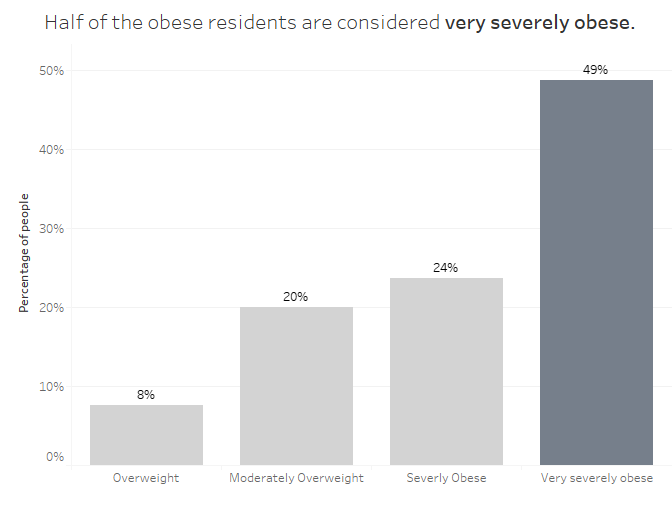 Half of the obese residents are considered very severely obese.
50%
40%
30%
20%
10%
0%
Percentage of people
8%
20%
24%
49%
Overweight
Moderately Overweight
Severly Obese
Very severely obese